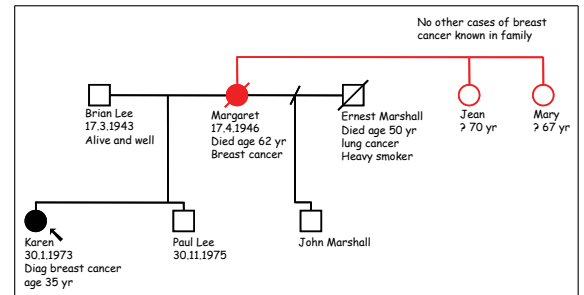 No other cases of breast
cancer known in family
Brian Lee
17.3.1943
Alive and well
Margaret
17.4.1946
Died age 62 yr
Breast cancer
Ernest Marshall
Died age 50 yr
lung cancer
Heavy smoker
Jean
? 70 yr
Mary
? 67 yr
Karen
30.1.1973
Diag breast cancer
age 35 yr
Paul Lee
30.11.1975
John Marshall